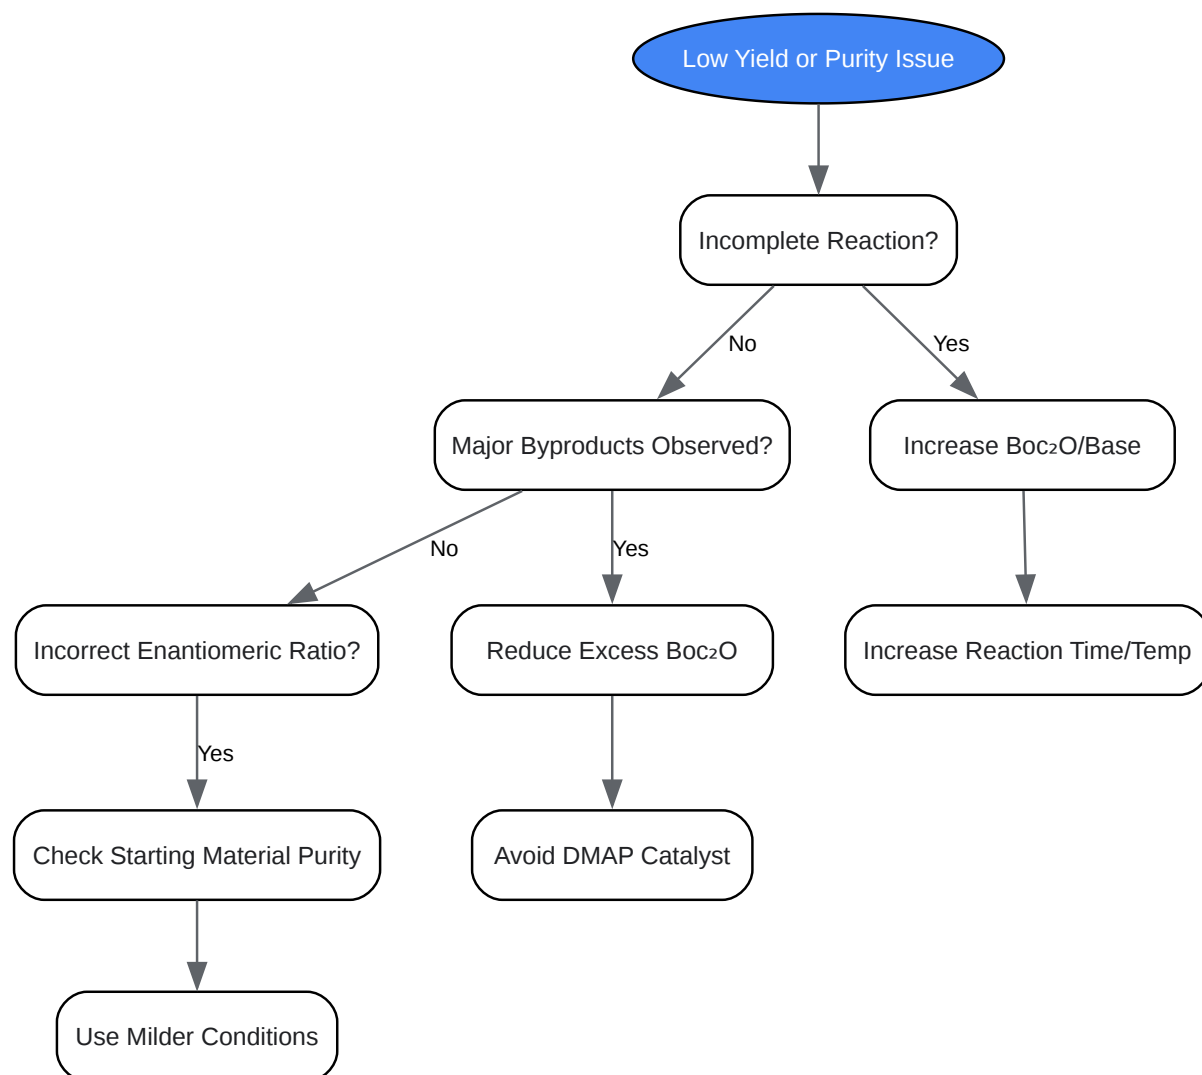 Low Yield or Purity Issue
Incomplete Reaction?
No
Yes
Major Byproducts Observed?
Increase Boc₂O/Base
No
Yes
Incorrect Enantiomeric Ratio?
Reduce Excess Boc₂O
Increase Reaction Time/Temp
Yes
Check Starting Material Purity
Avoid DMAP Catalyst
Use Milder Conditions